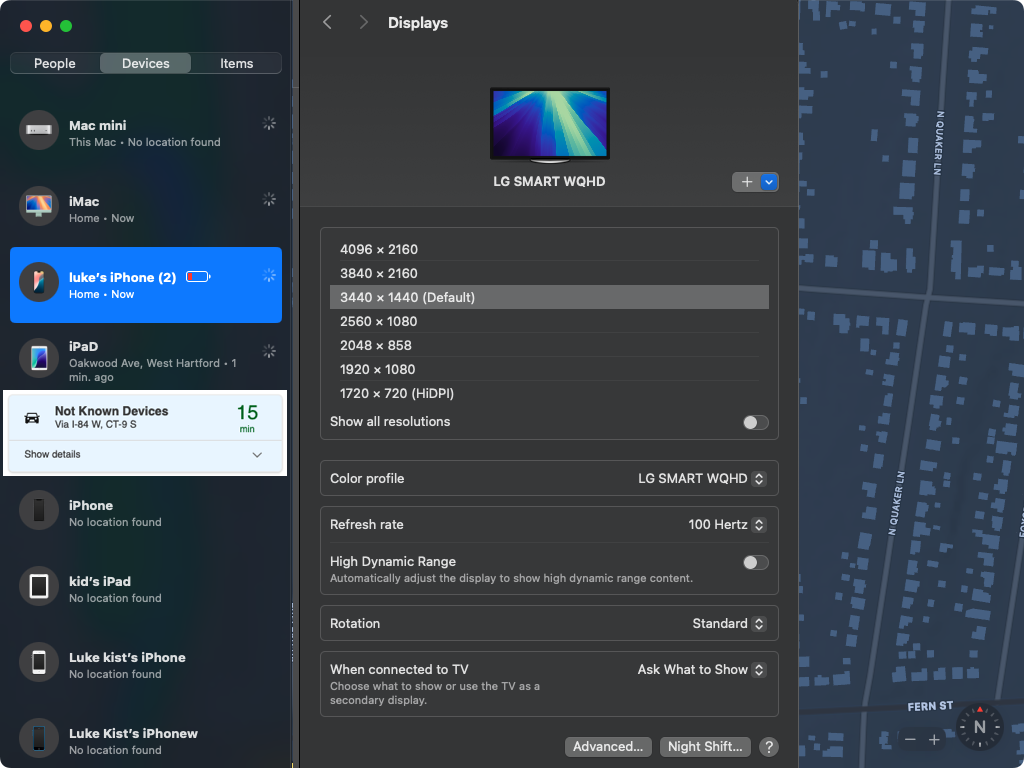 People
Devices
Items
Mac mini
This Mac • No location found
iMac
Home • Now
luke's iPhone (2)
Home • Now
iPaD
Oakwood Ave, West Hartford • 1
min. ago
Not Known Devices
Via I-84 W, CT-9 S
15
min
Show details
iPhone
No location found
kid's iPad
No location found
Luke kist's iPhone
No location found
Luke Kist's iPhonew
No location found
Displays
LG SMART WQHD
4096 × 2160
3840 × 2160
3440 × 1440 (Default)
2560 × 1080
2048 × 858
1920 × 1080
1720 × 720 (HiDPI)
Show all resolutions
Color profile
LG SMART WQHD
Refresh rate
100 Hertz
High Dynamic Range
Automatically adjust the display to show high dynamic range content.
Rotation
Standard
When connected to TV
Ask What to Show
Choose what to show or use the TV as a
secondary display.
Advanced...
Night Shift...
?
N QUAKER LN
N QUAKER LN
FERN ST
N